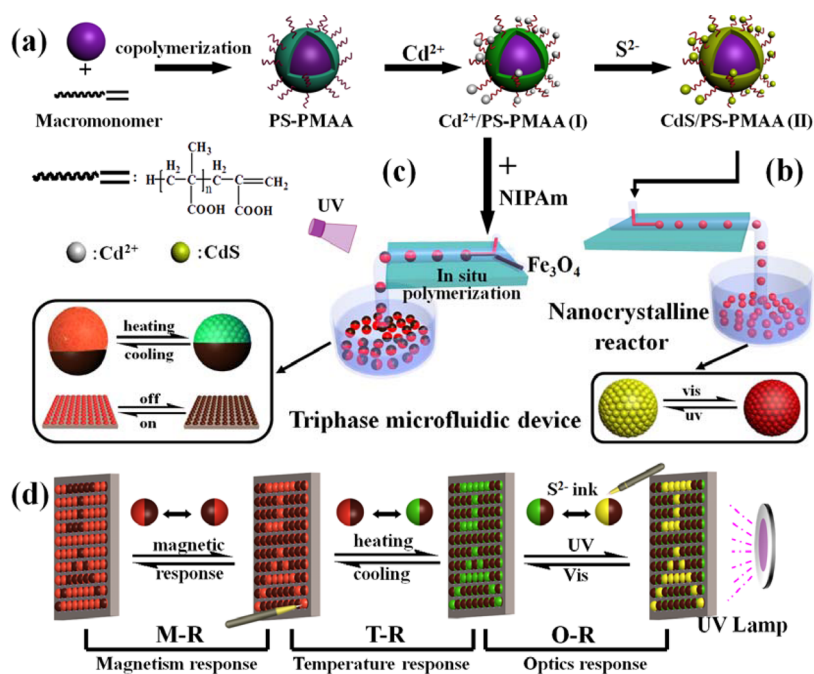 (a)
copolymerization
+
Macromonomer
PS-PMAA
Cd²⁺
Cd²⁺/PS-PMAA (I)
S²⁻
CdS/PS-PMAA (II)
CH₃
H₂
H₂
H-[-C-C-]n-C-C=CH₂
COOH
COOH
:
:Cd²⁺
:CdS
(c)
+
NIPAm
UV
Fe₃O₄
In situ
polymerization
(b)
Nanocrystalline
reactor
heating
cooling
off
on
Triphase microfluidic device
vis
uv
(d)
magnetic
response
heating
cooling
S²⁻ ink
UV
Vis
UV Lamp
M-R
T-R
O-R
Magnetism response
Temperature response
Optics response